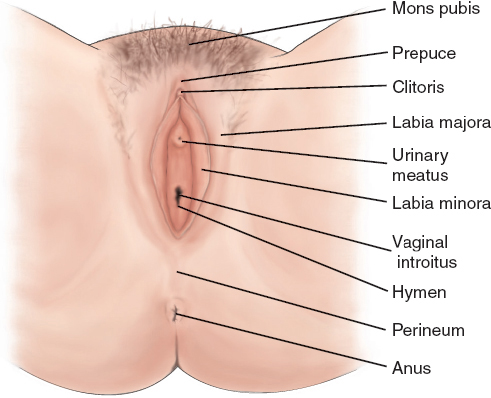 Mons pubis
Prepuce
Clitoris
Labia majora
Urinary
meatus
Labia minora
Vaginal
introitus
Hymen
Perineum
Anus